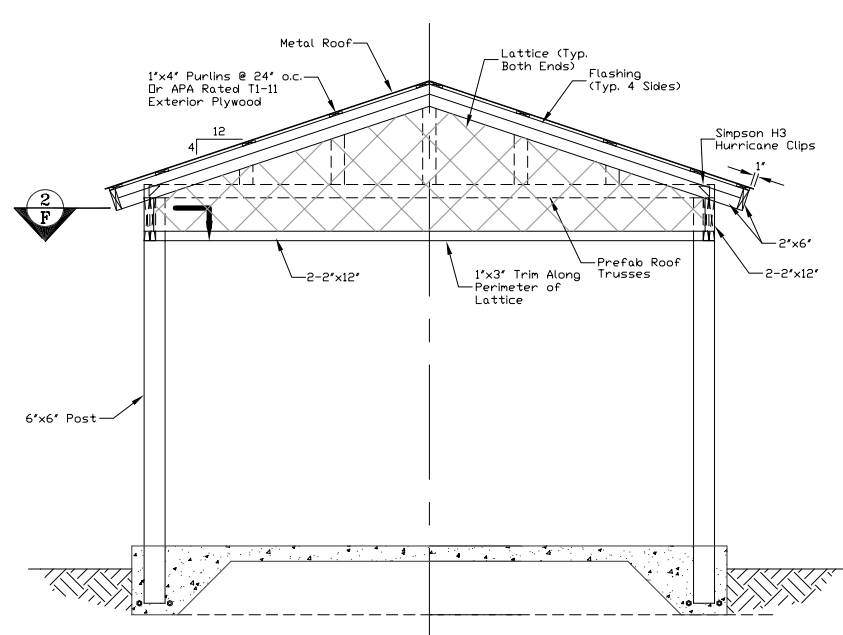 Metal Roof
Lattice (Typ.
Both Ends)
1"x4" Purlins @ 24" o.c.
Or APA Rated T1-11
Exterior Plywood
Flashing
(Typ. 4 Sides)
12
4
Simpson H3
Hurricane Clips
1"
2
F
2"x6"
Prefab Roof
Trusses
2-2"x12"
2-2"x12"
1"x3" Trim Along
Perimeter of
Lattice
6"x6" Post